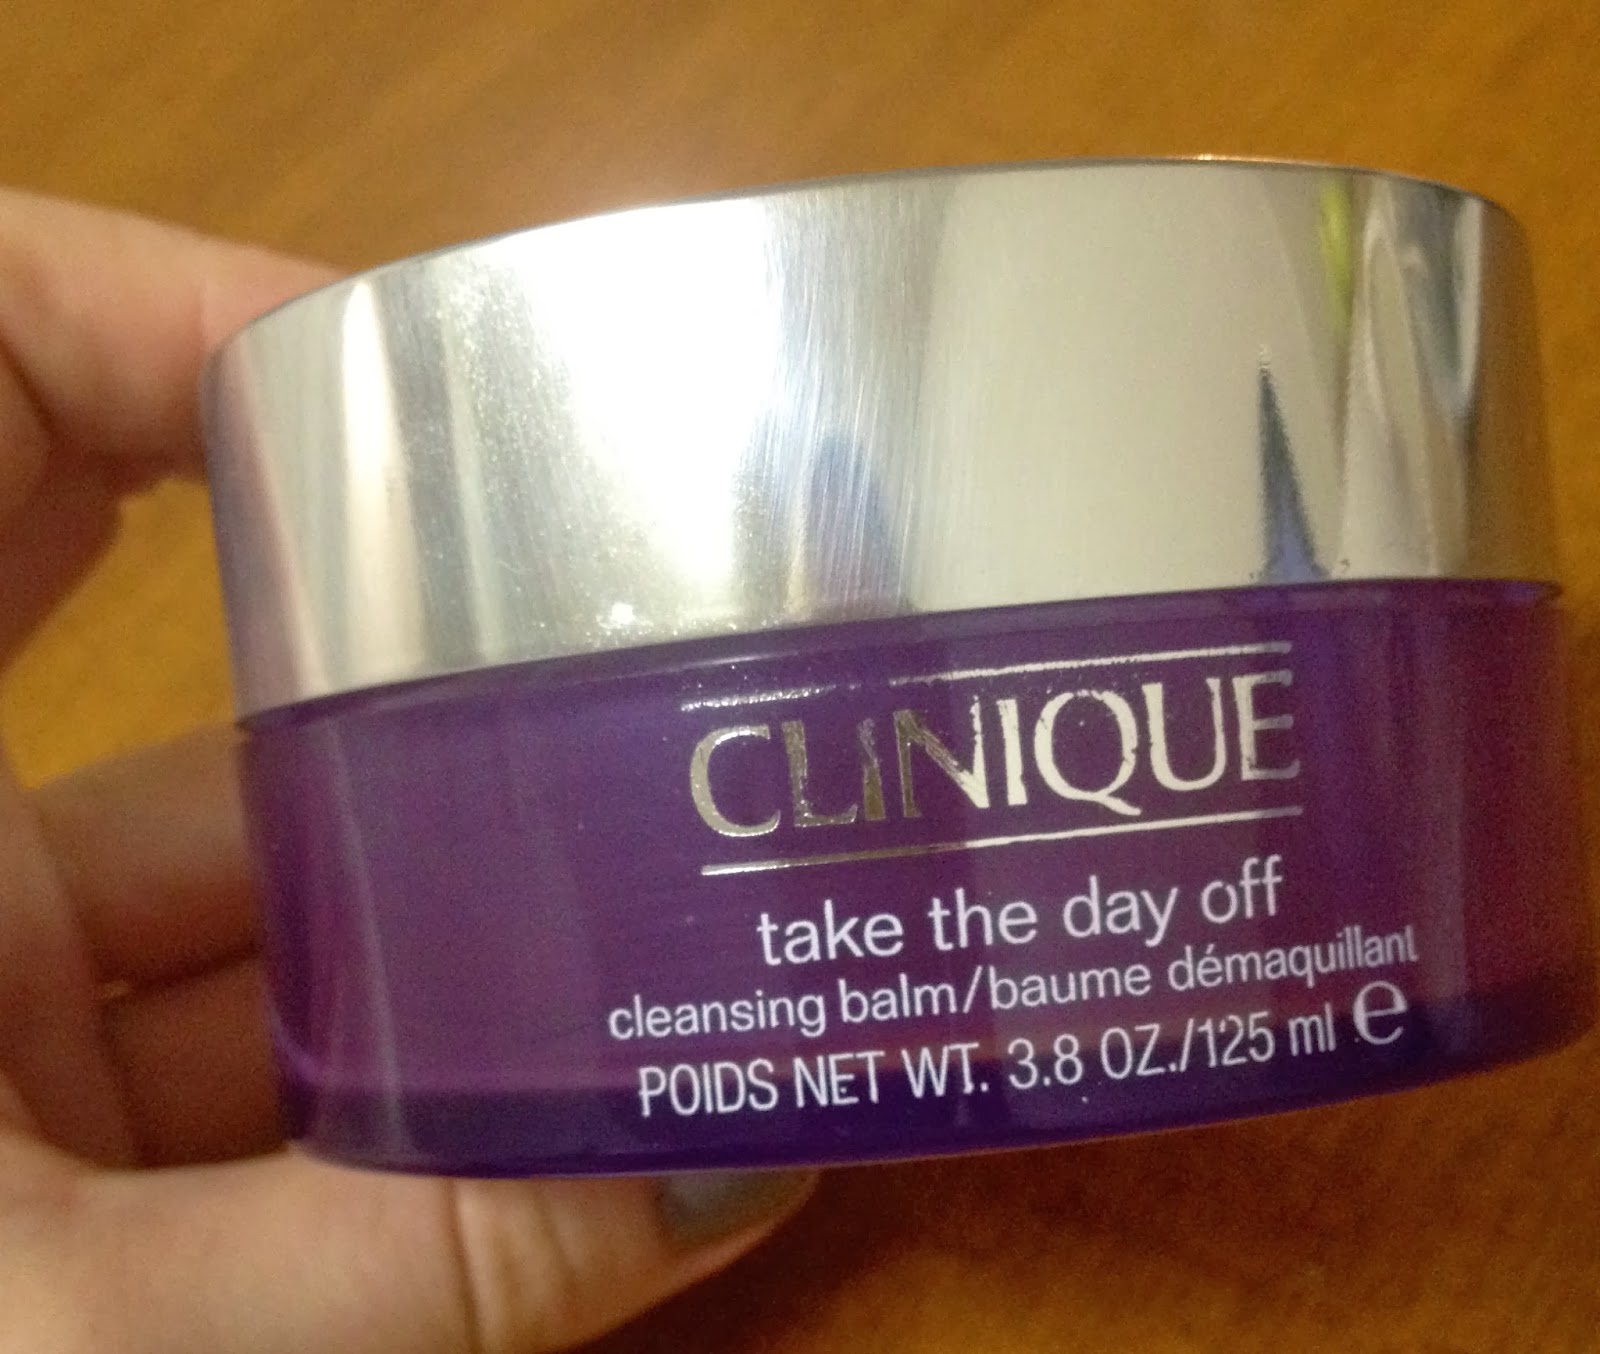 CLINIQUE
take the day off
cleansing balm/baume démaquillant
POIDS NET WT. 3.8 OZ./125 ml ℮